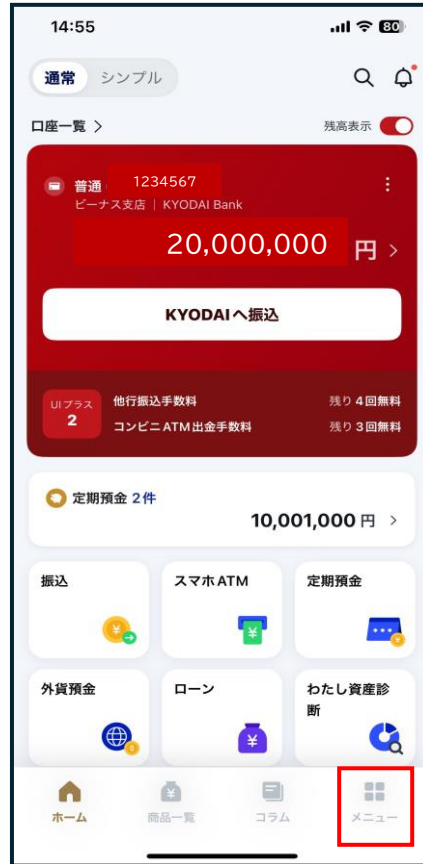 14:55
80
通常 シンプル
口座一覧 >
残高表示
普通 1234567
ビーナス支店 | KYODAI Bank
20,000,000 円 >
KYODAIへ振込
UIプラス
2
他行振込手数料 残り4回無料
コンビニATM出金手数料 残り3回無料
定期預金 2件
10,001,000 円 >
振込 スマホATM 定期預金
外貨預金 ローン わたし資産診
断
ホーム 商品一覧 コラム メニュー